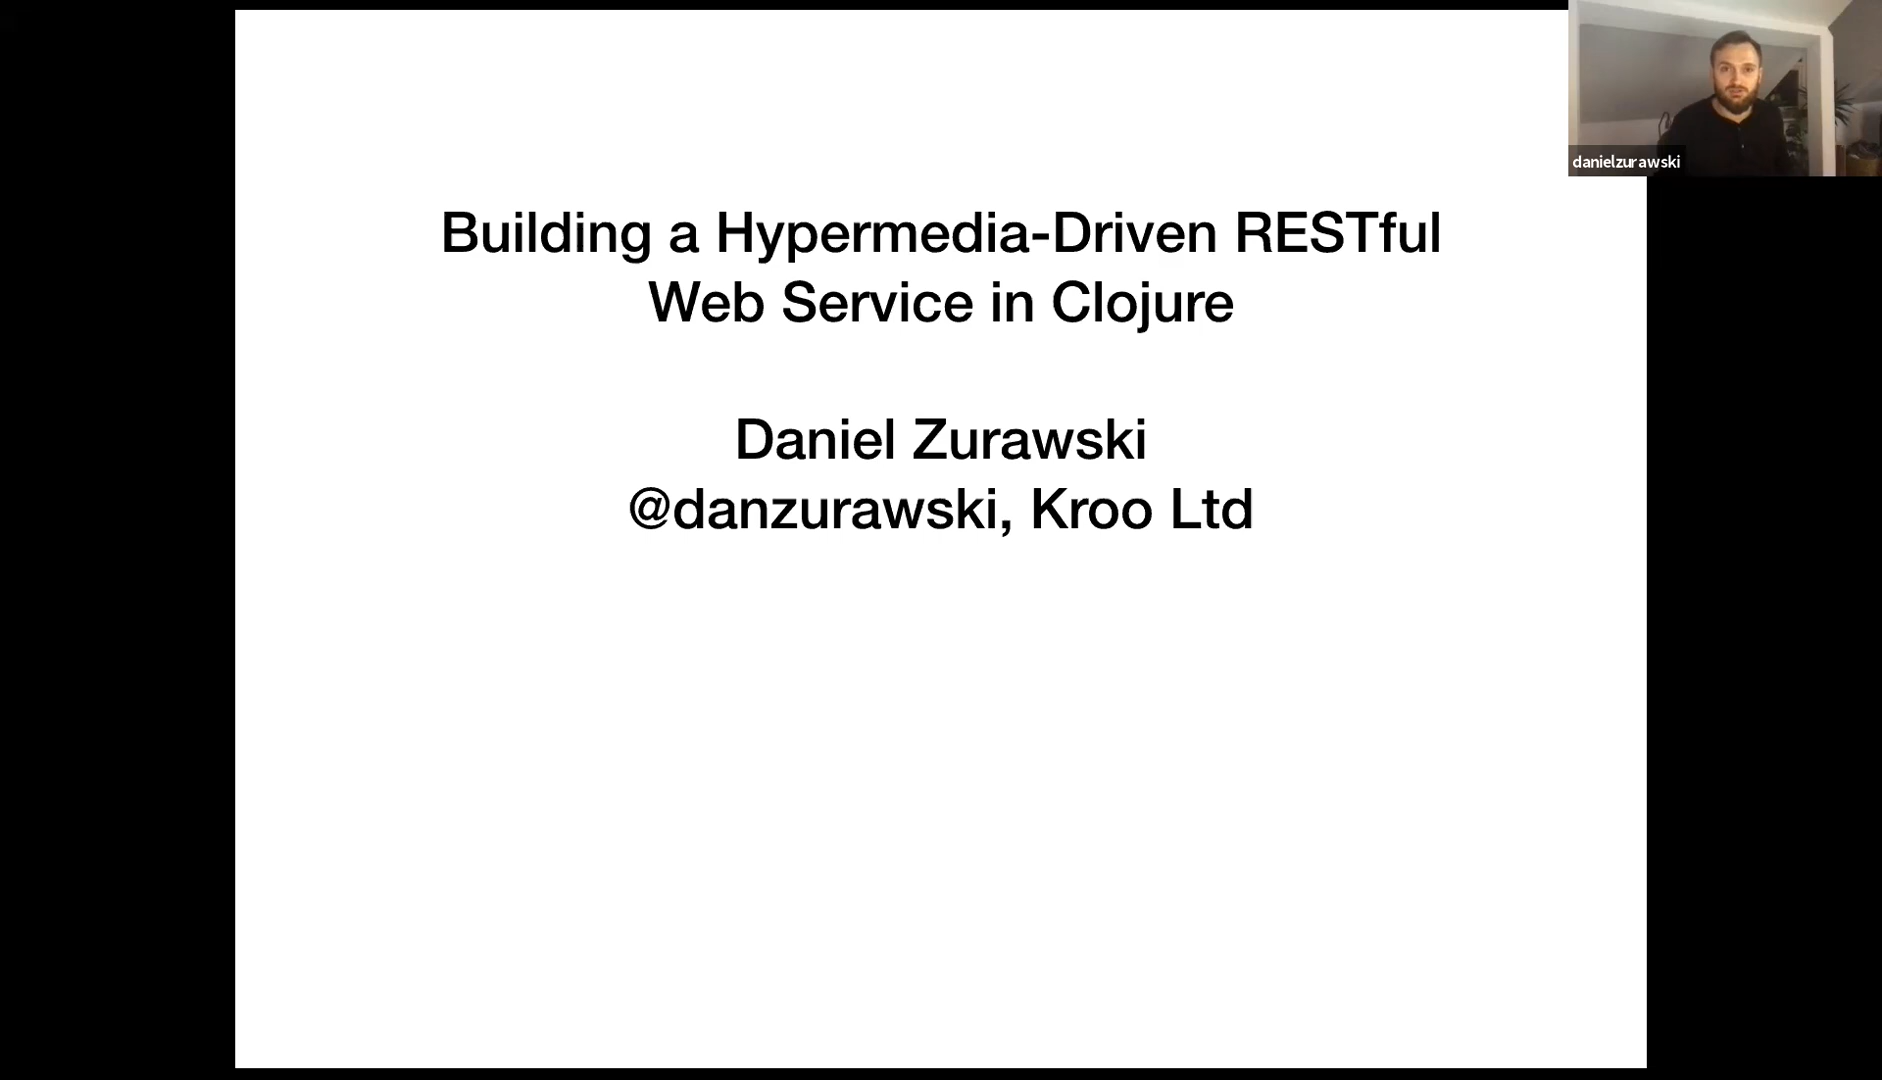 Building a Hypermedia-Driven RESTful
Web Service in Clojure
Daniel Zurawski
@danzurawski, Kroo Ltd
danielzurawski